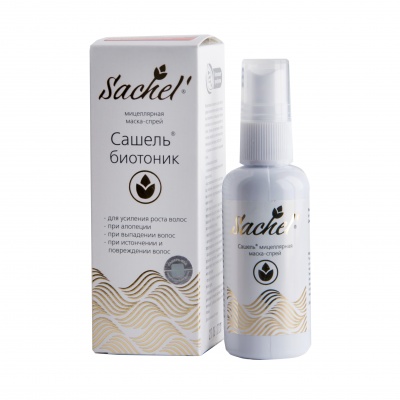 Sachel'®
мицеллярная
маска-спрей
Сашель®
биотоник
- для усиления роста волос
- при алопеции
- при выпадении волос
- при истончении и
повреждении волос
Sachel'®
Сашель® мицеллярная
маска-спрей